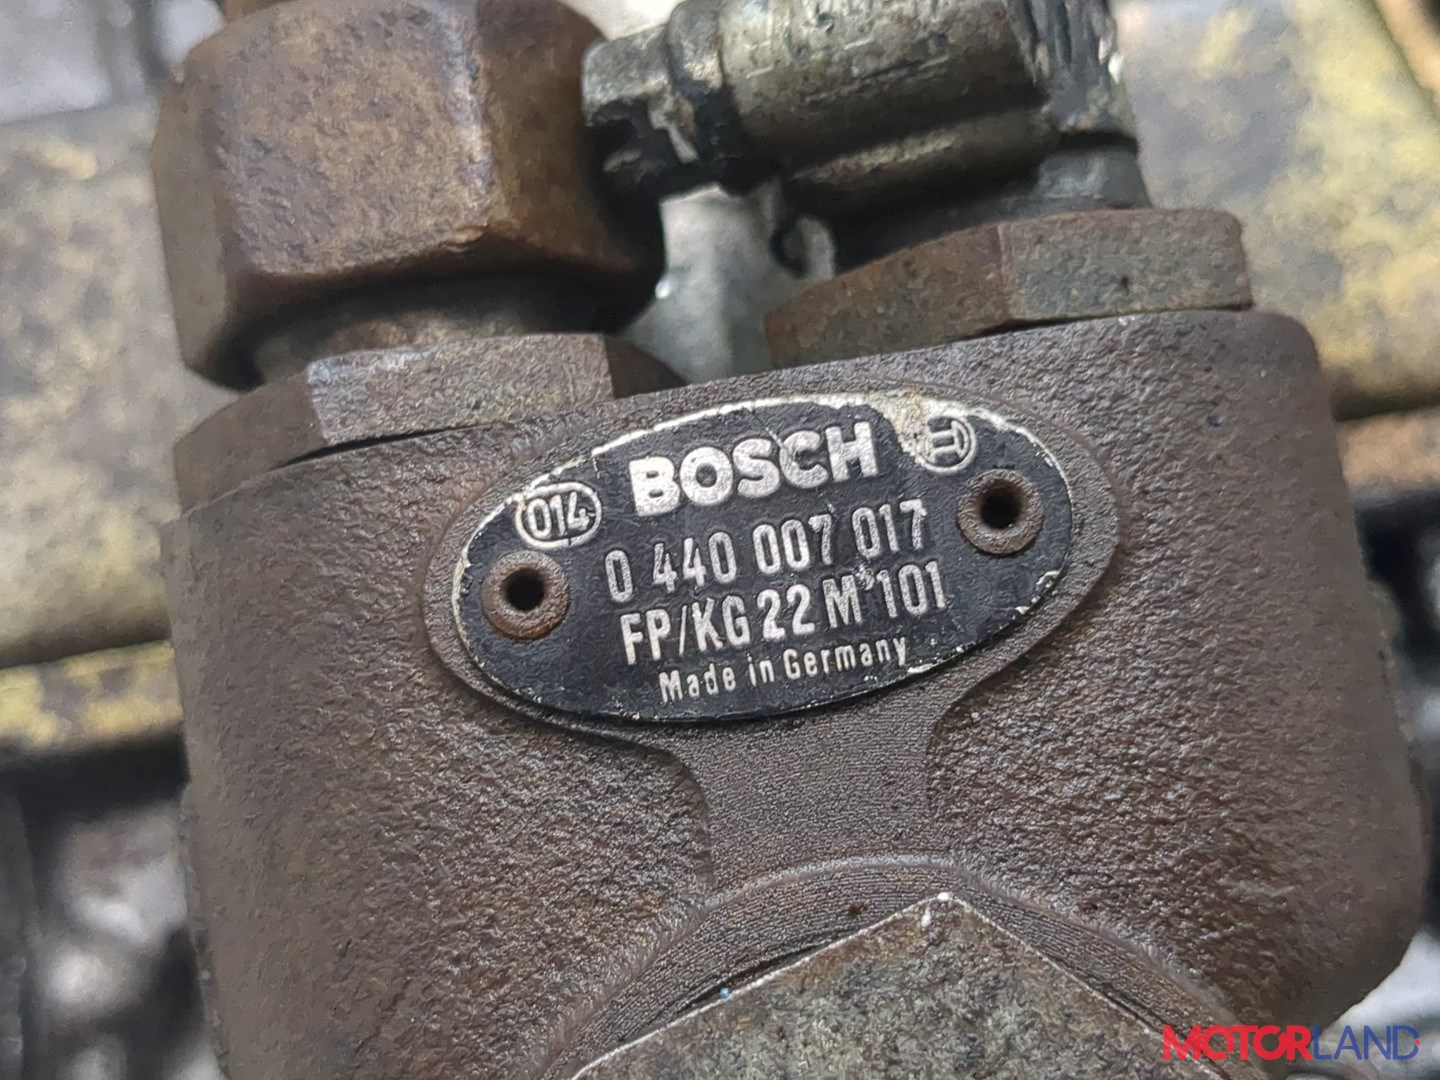 BOSCH
014
0 440 007 017
FP/KG 22 M 101
Made in Germany
MOTORLAND